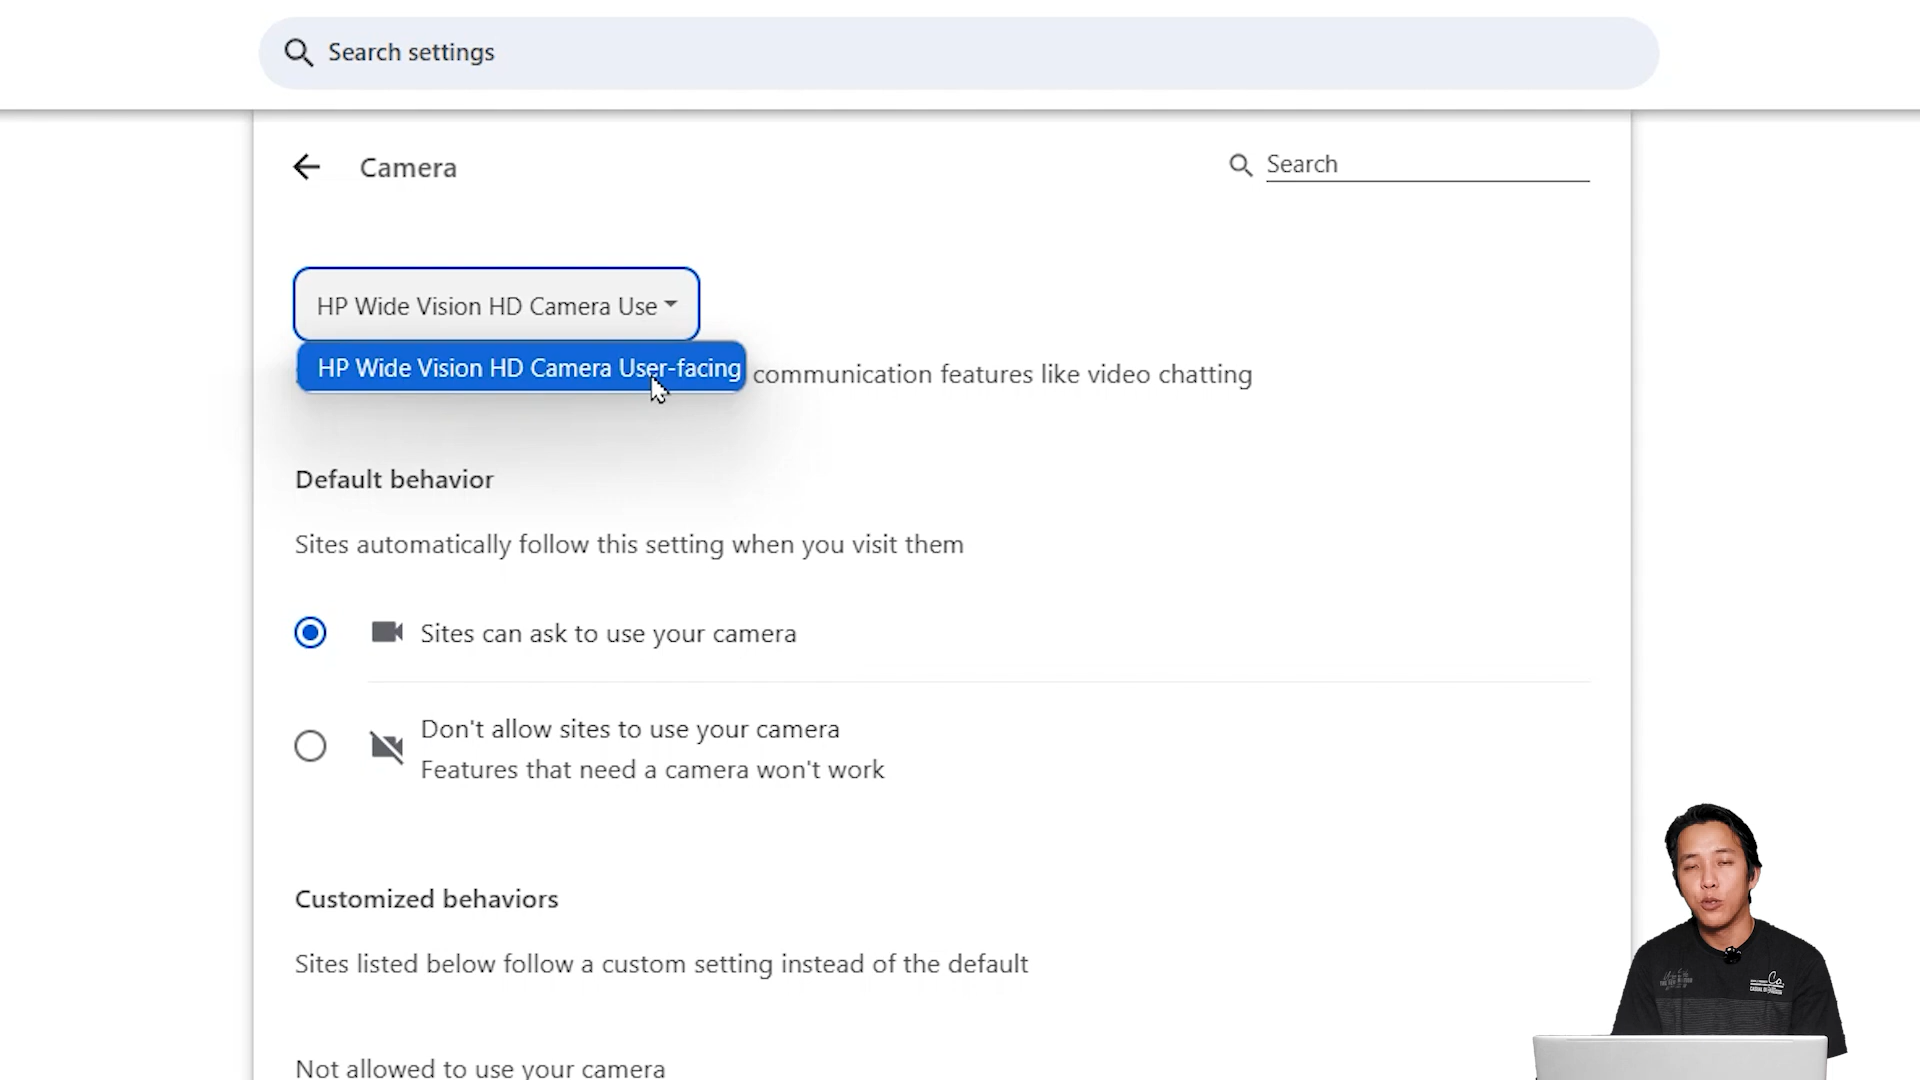 Search settings
Camera
Search
HP Wide Vision HD Camera Use
HP Wide Vision HD Camera User-facing
communication features like video chatting
Default behavior
Sites automatically follow this setting when you visit them
Sites can ask to use your camera
Don't allow sites to use your camera
Features that need a camera won't work
Customized behaviors
Sites listed below follow a custom setting instead of the default
Not allowed to use your camera
Co.